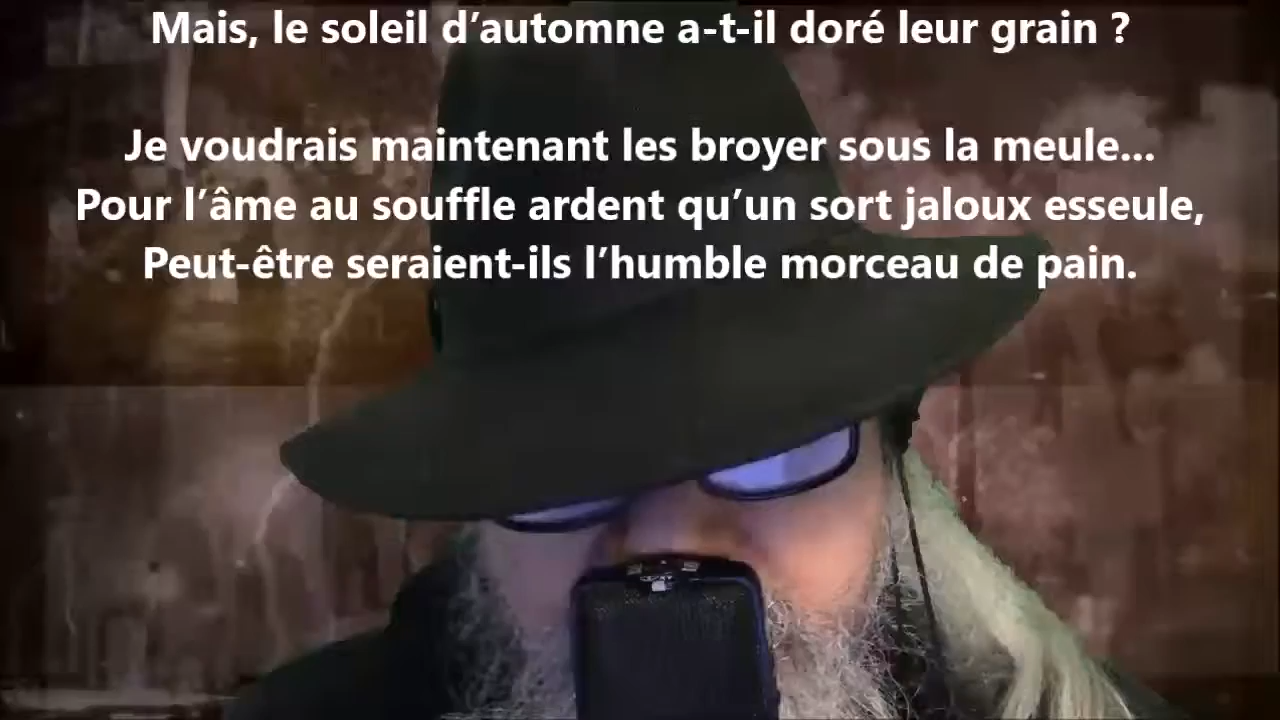 Mais, le soleil d’automne a-t-il doré leur grain ?
Je voudrais maintenant les broyer sous la meule...
Pour l’âme au souffle ardent qu’un sort jaloux esseule,
Peut-être seraient-ils l’humble morceau de pain.